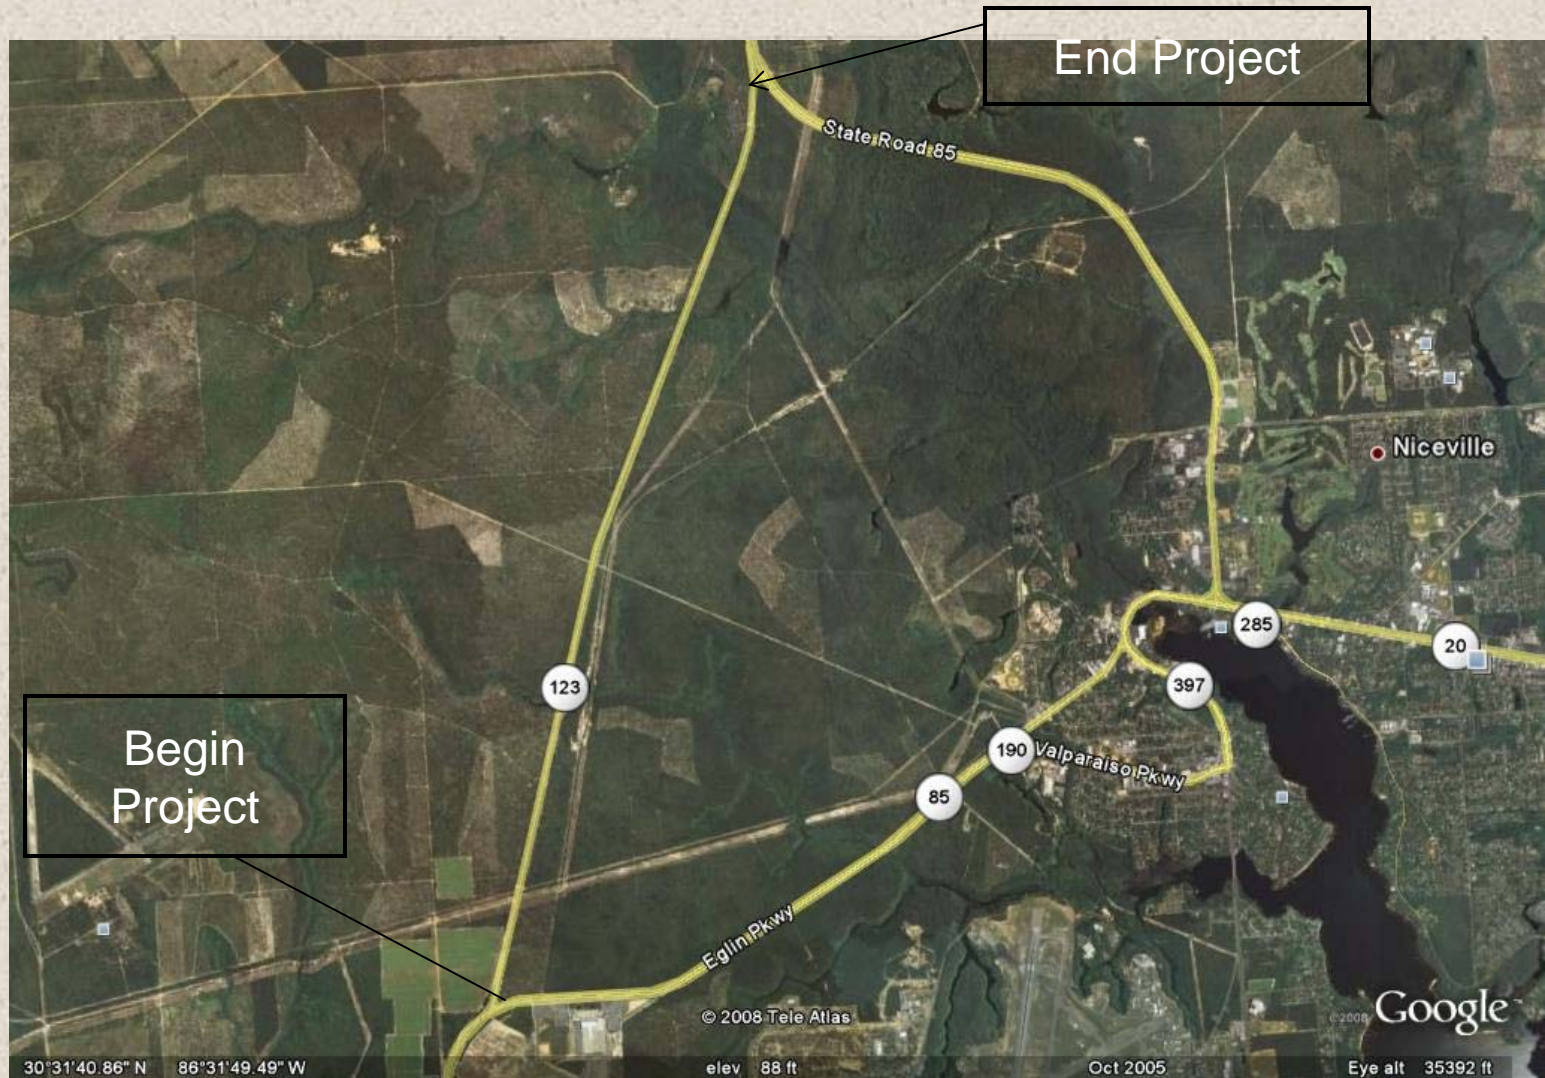 End Project
State Road 85
Niceville
285
20
123
397
Begin
Project
190
Valparaiso Pkwy
85
Eglin Pkwy
© 2008 Tele Atlas
©2008 Google™
30°31'40.86" N 86°31'49.49" W elev 88 ft Oct 2005 Eye alt 35392 ft